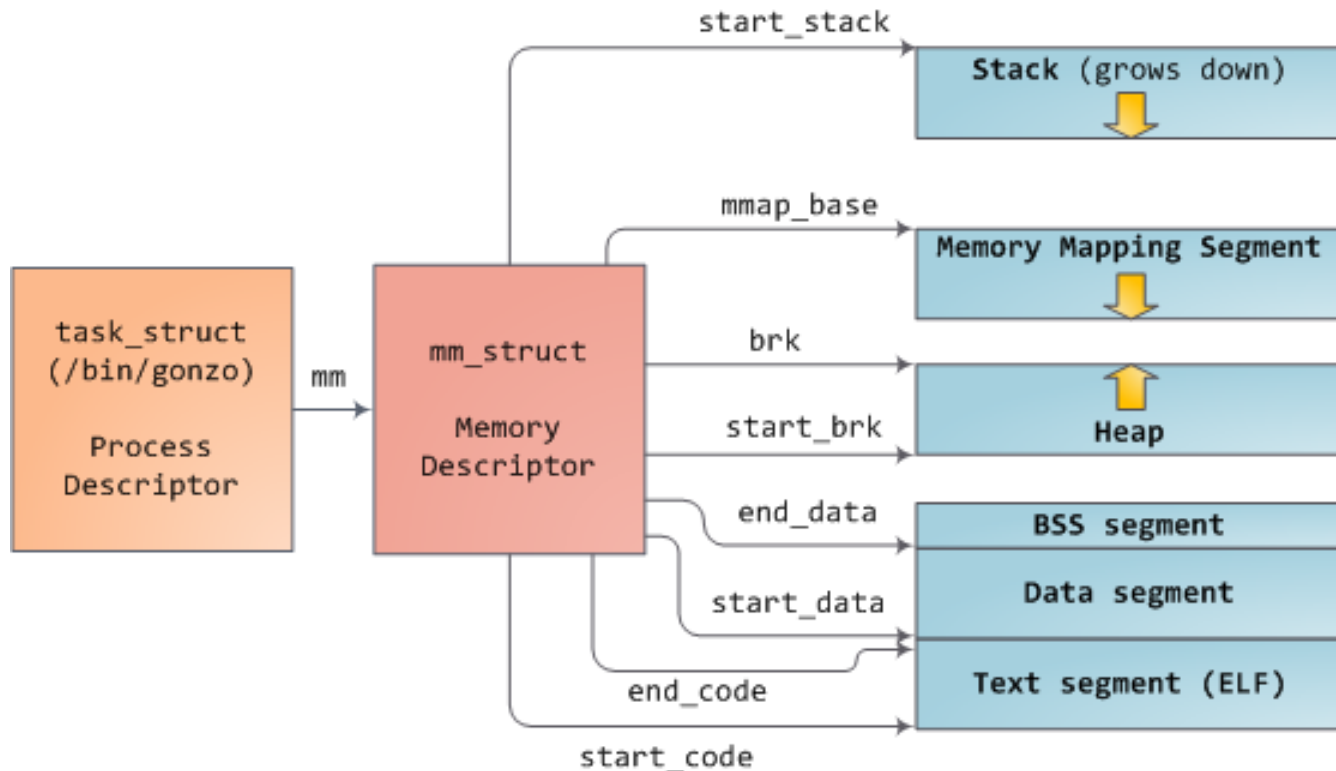 start_stack
Stack (grows down)
mmap_base
Memory Mapping Segment
task_struct
(/bin/gonzo)
Process
Descriptor
mm
mm_struct
Memory
Descriptor
brk
start_brk
Heap
end_data
BSS segment
Data segment
start_data
end_code
Text segment (ELF)
start_code